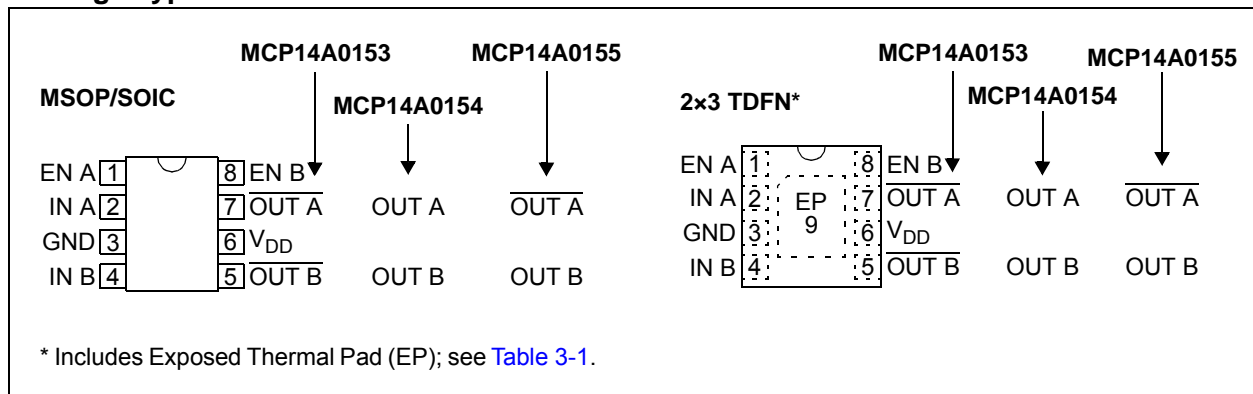 MCP14A0153 MCP14A0155
MSOP/SOIC
MCP14A0154
EN A 1 8 EN B
IN A 2 7 OUT A OUT A OUT A
GND 3 6 VDD
IN B 4 5 OUT B OUT B OUT B
MCP14A0153 MCP14A0155
2×3 TDFN*
MCP14A0154
EN A 1 8 EN B
IN A 2 EP 7 OUT A OUT A OUT A
GND 3 9 6 VDD
IN B 4 5 OUT B OUT B OUT B
* Includes Exposed Thermal Pad (EP); see Table 3-1.